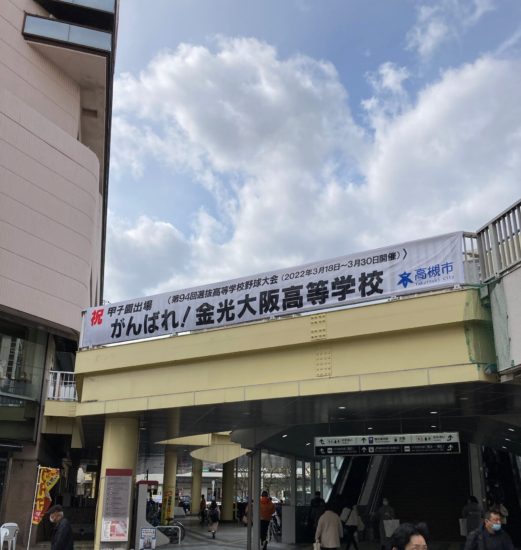 祝 甲子園出場 (第94回選抜高等学校野球大会 (2022年3月18日〜3月30日開催))
がんばれ!金光大阪高等学校
高槻市
TAKATSUKI CITY